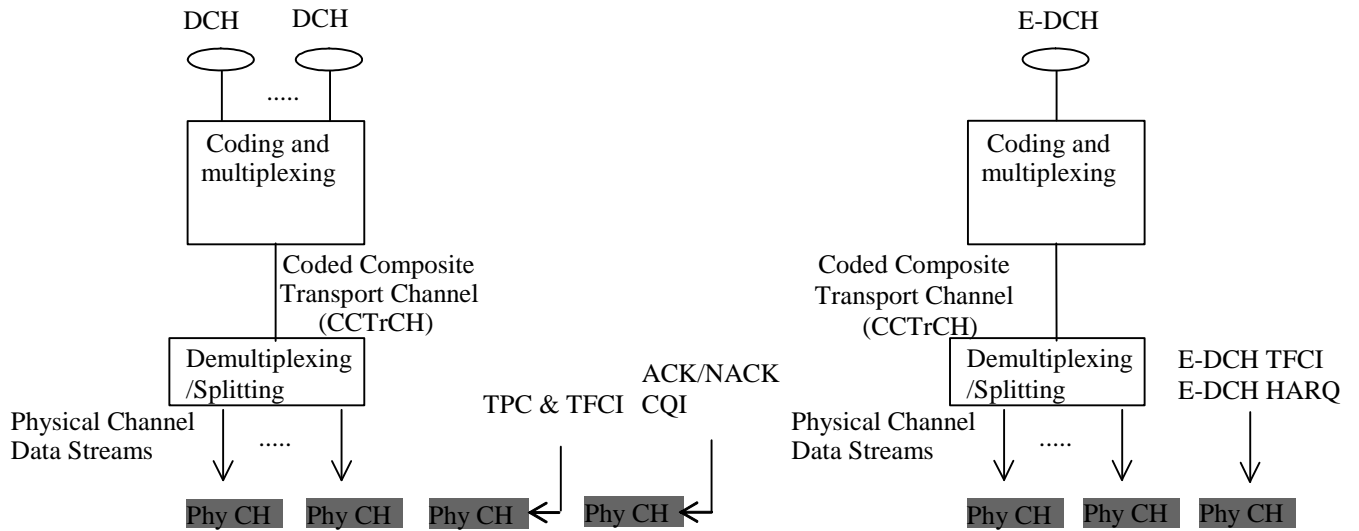 DCH
DCH
.....
Coding and
multiplexing
Coded Composite
Transport Channel
(CCTrCH)
Demultiplexing
/Splitting
Physical Channel
Data Streams
.....
TPC & TFCI
ACK/NACK
CQI
Phy CH
Phy CH
Phy CH
Phy CH
E-DCH
Coding and
multiplexing
Coded Composite
Transport Channel
(CCTrCH)
Demultiplexing
/Splitting
E-DCH TFCI
E-DCH HARQ
Physical Channel
Data Streams
.....
Phy CH
Phy CH
Phy CH